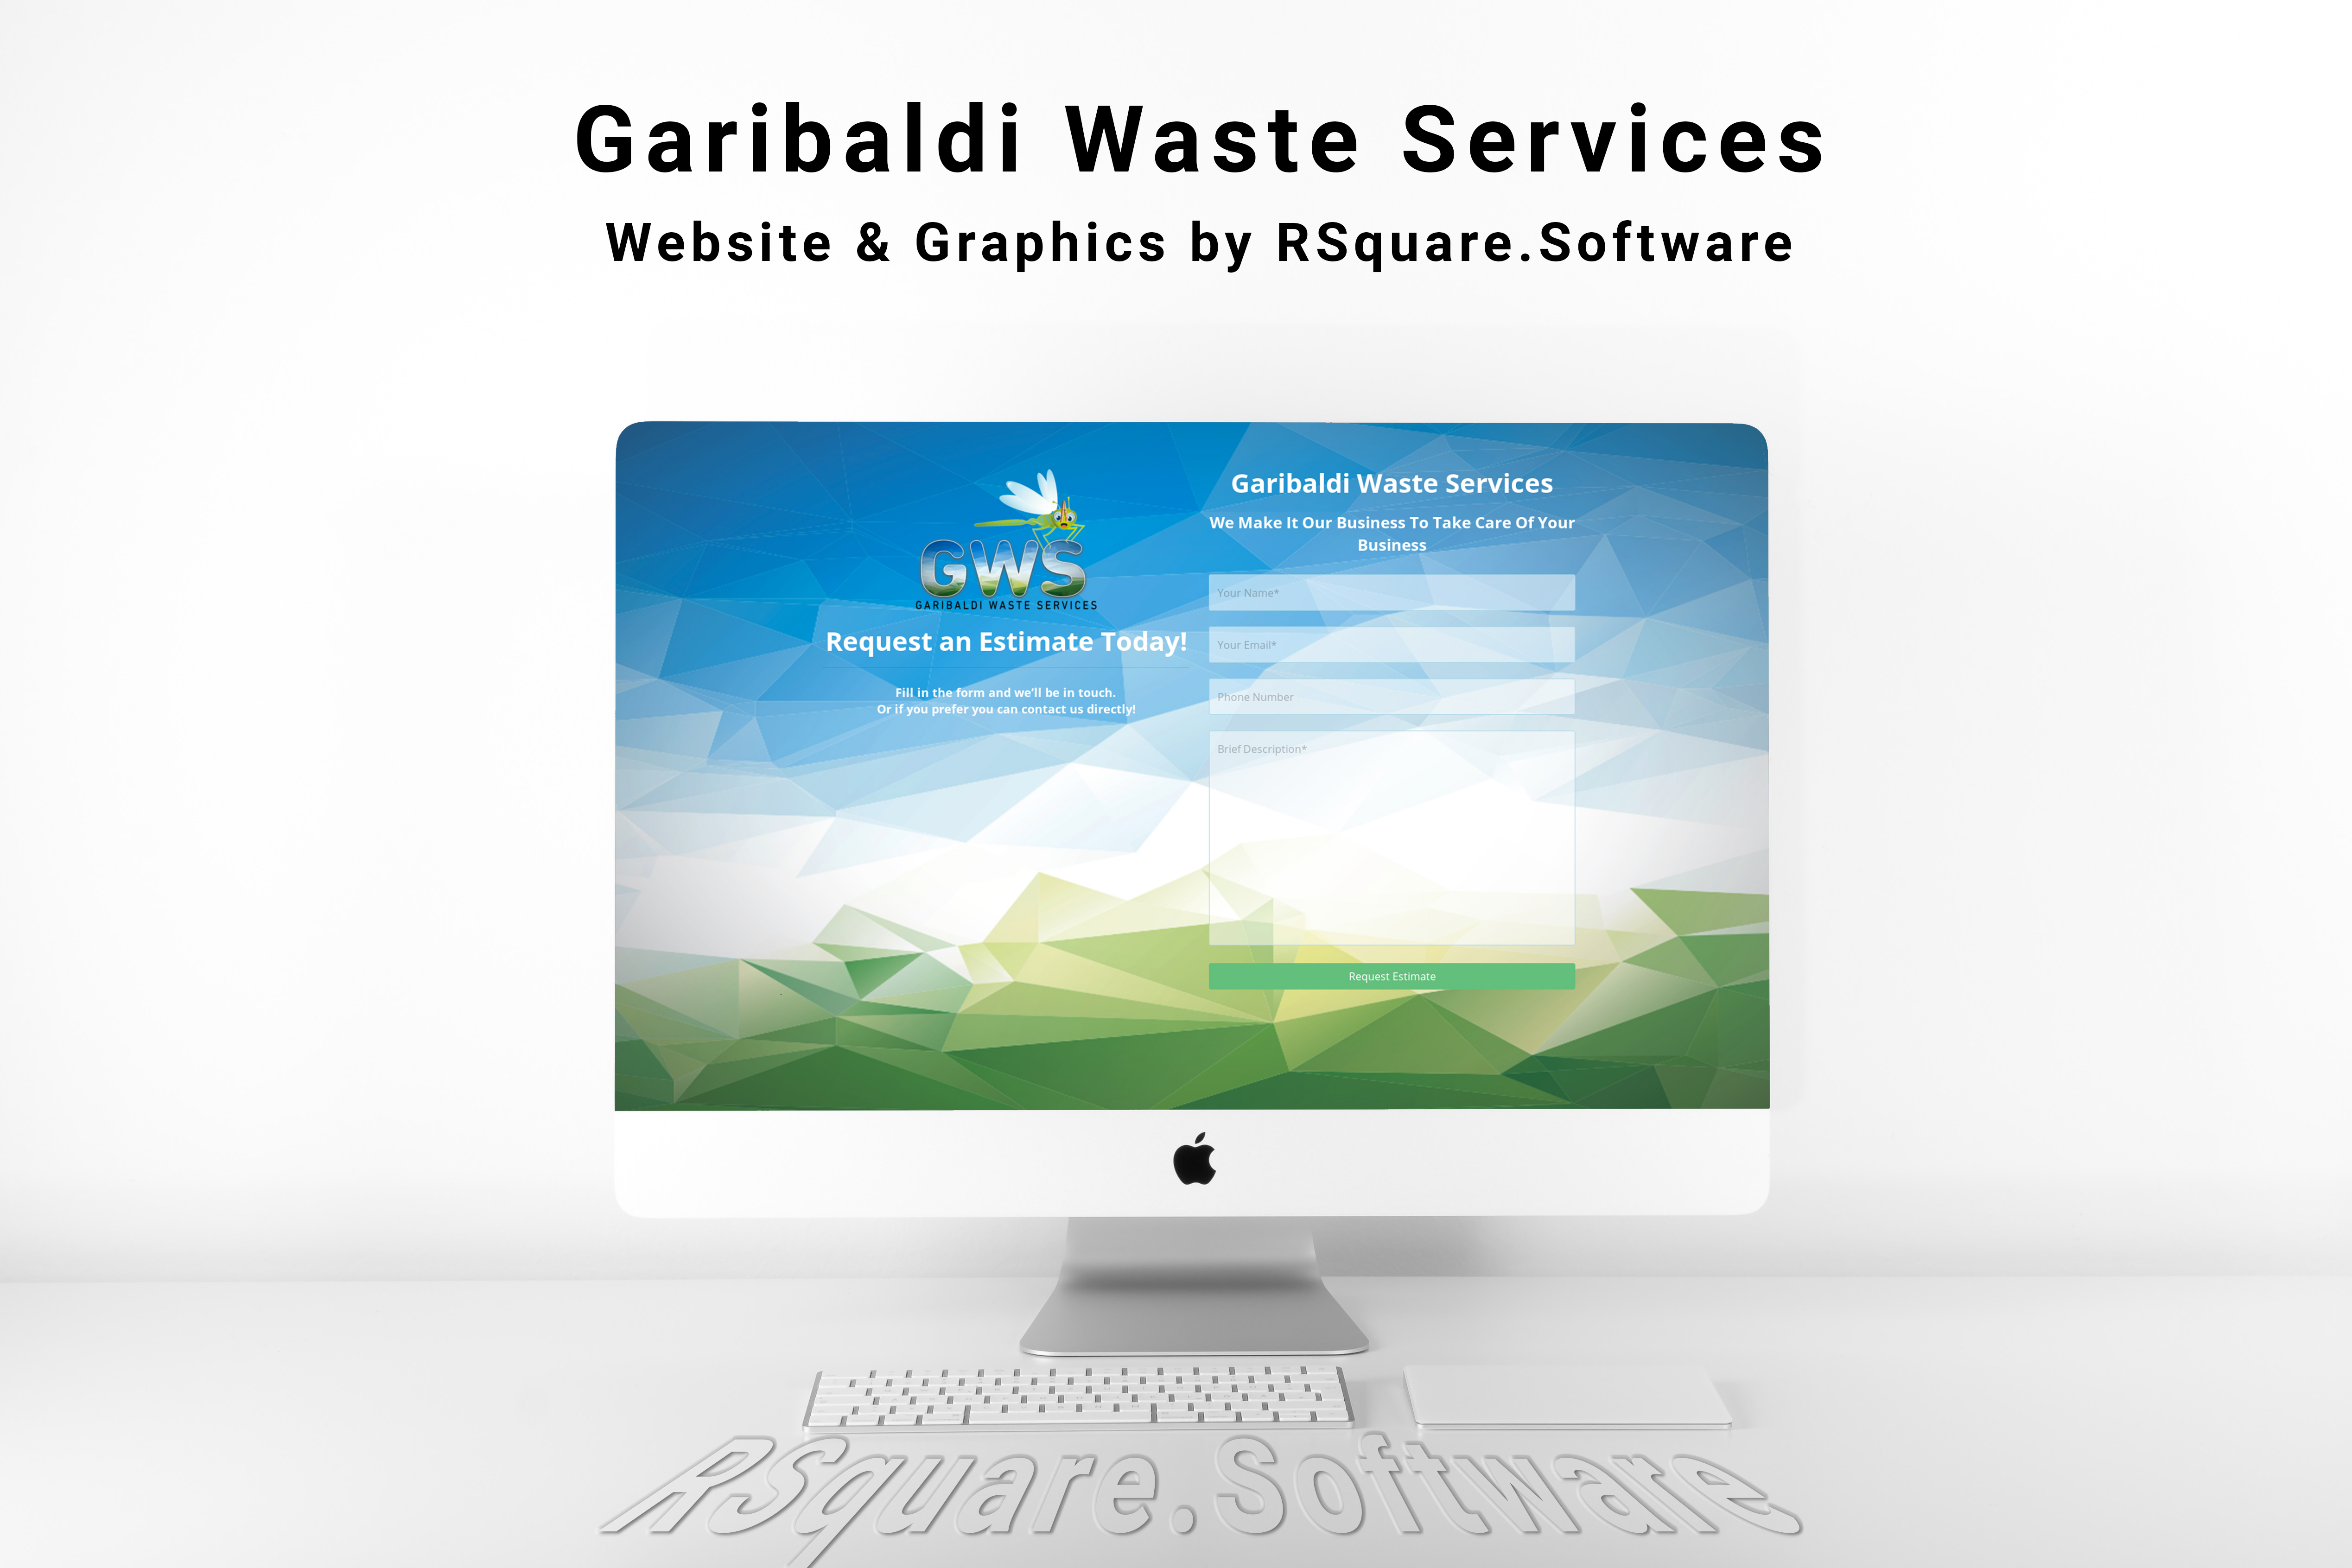 Garibaldi Waste Services
Website & Graphics by RSquare.Software
GWS
GARIBALDI WASTE SERVICES
Request an Estimate Today!
Fill in the form and we'll be in touch.
Or if you prefer you can contact us directly!
Garibaldi Waste Services
We Make It Our Business To Take Care Of Your
Business
Your Name*
Your Email*
Phone Number
Brief Description*
Request Estimate
RSquare.Software